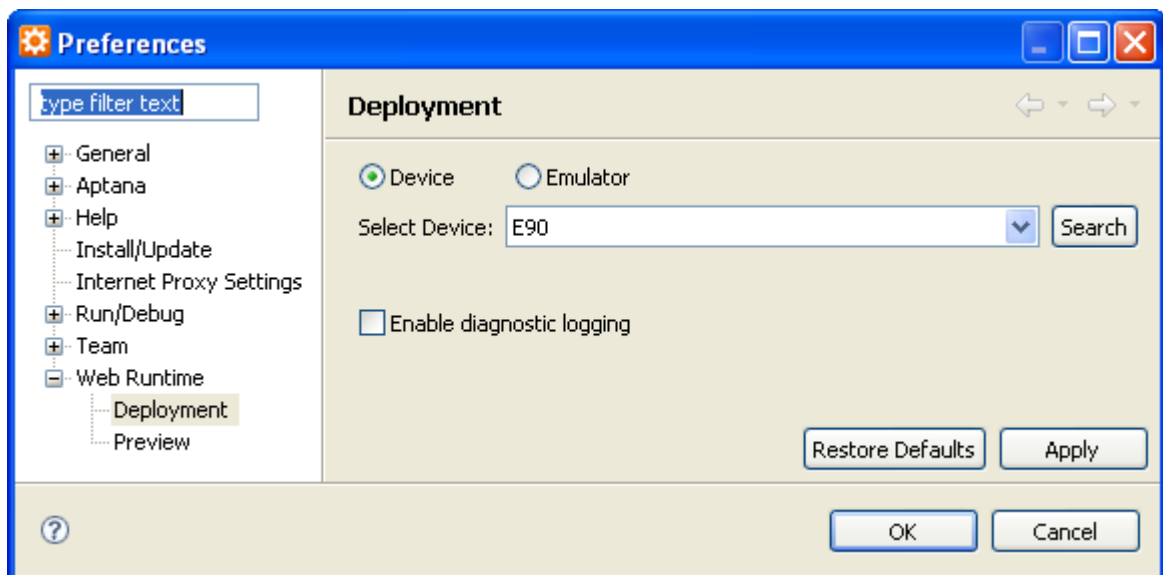 Preferences
type filter text
General
Aptana
Help
Install/Update
Internet Proxy Settings
Run/Debug
Team
Web Runtime
Deployment
Preview
Deployment
Device Emulator
Select Device: E90 Search
Enable diagnostic logging
Restore Defaults Apply
? OK Cancel